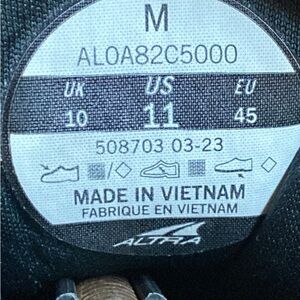 M
AL0A82C5000
UK US EU
10 11 45
508703 03-23
MADE IN VIETNAM
FABRIQUE EN VIETNAM
ALTRA